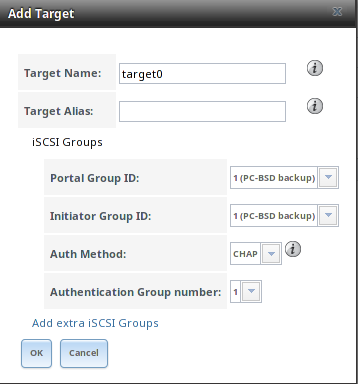 Add Target
Target Name: target0
Target Alias:
iSCSI Groups
Portal Group ID: 1 (PC-BSD backup)
Initiator Group ID: 1 (PC-BSD backup)
Auth Method: CHAP
Authentication Group number: 1
Add extra iSCSI Groups
OK Cancel